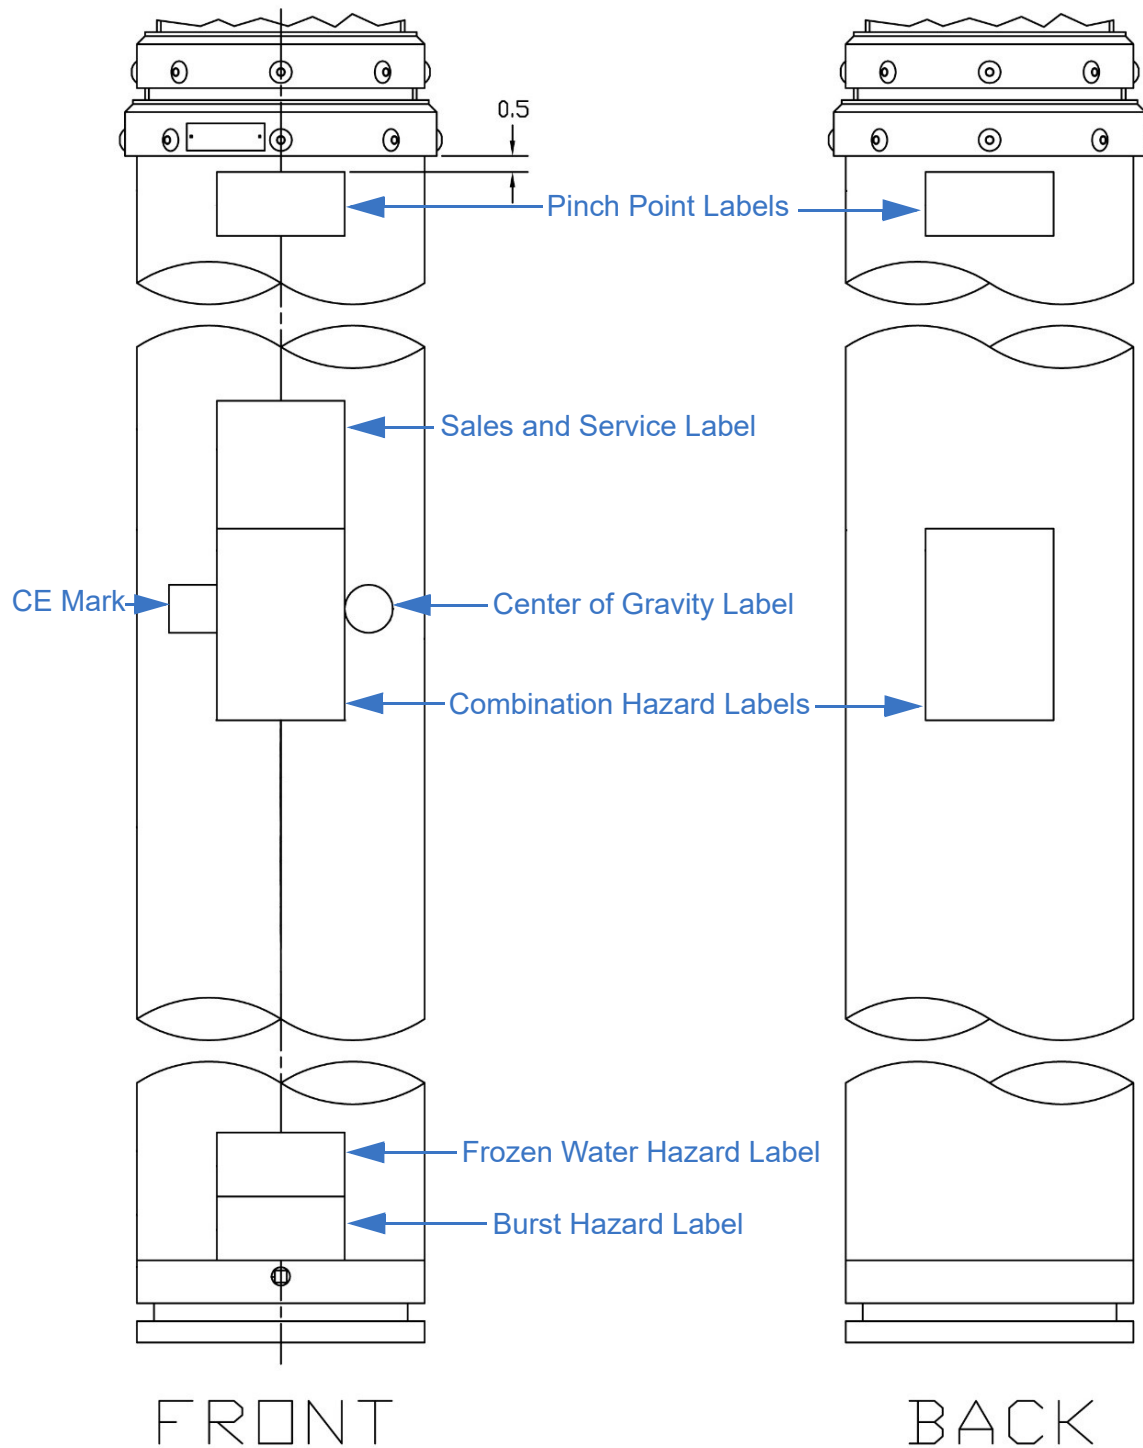 0.5
Pinch Point Labels
Sales and Service Label
CE Mark
Center of Gravity Label
Combination Hazard Labels
Frozen Water Hazard Label
Burst Hazard Label
FRONT
BACK